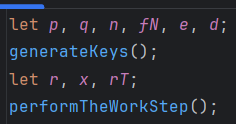 let p, q, n, fN, e, d;
generateKeys();
let r, x, rT;
performTheWorkStep();